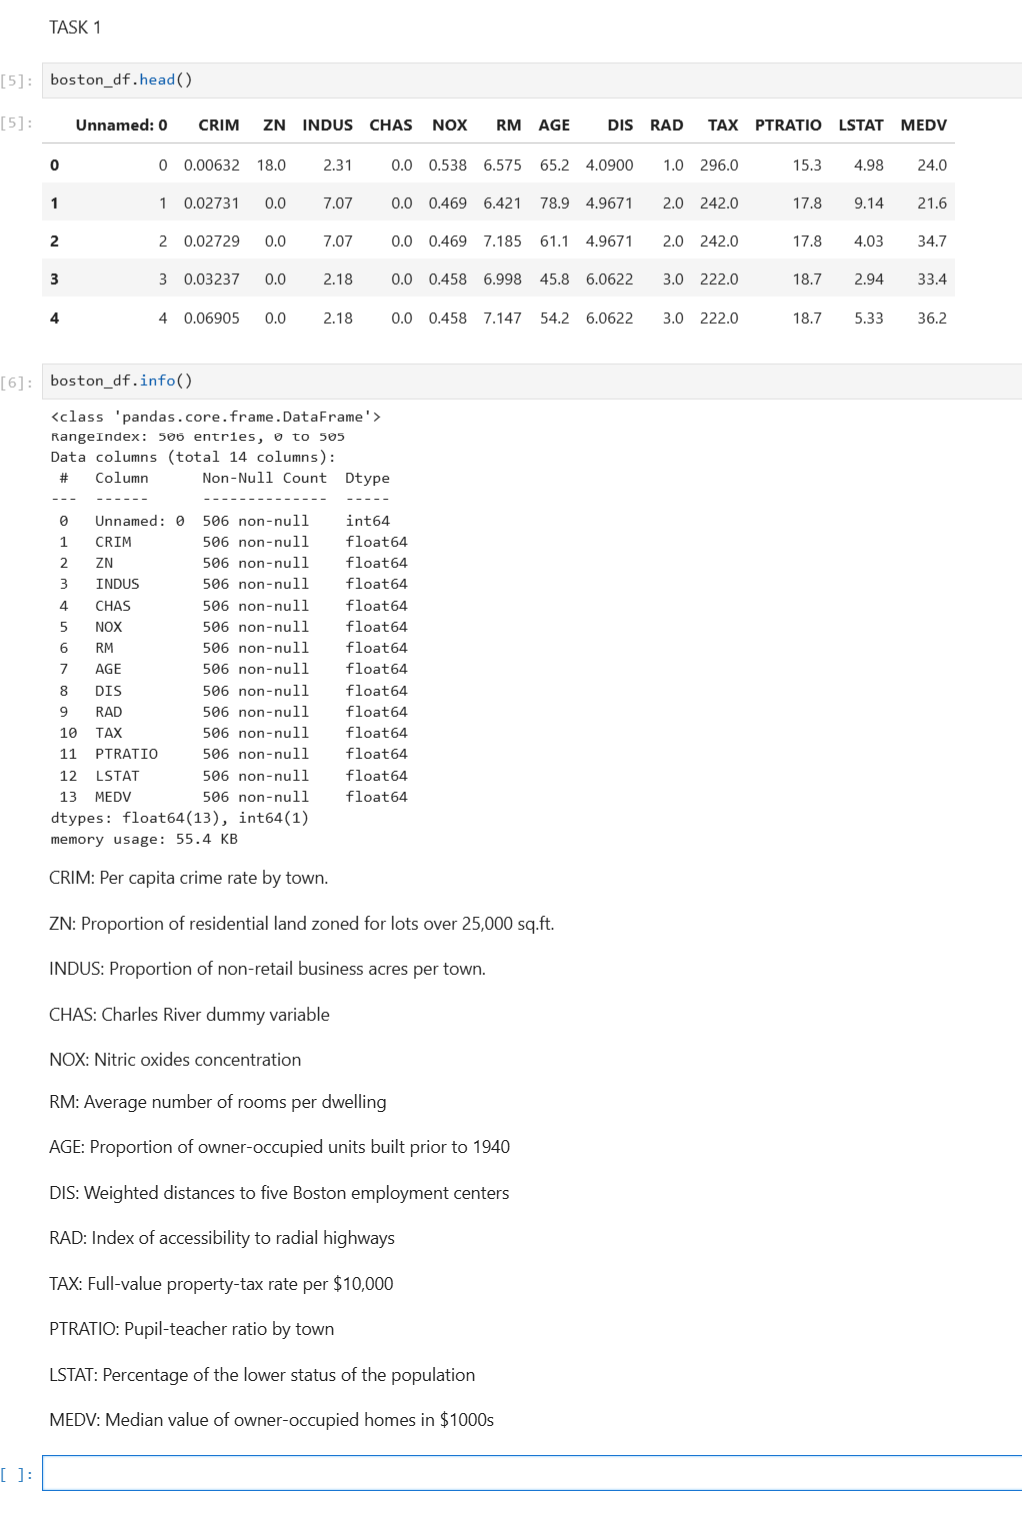 TASK 1
[5]: boston_df.head()
[5]: Unnamed: 0 CRIM ZN INDUS CHAS NOX RM AGE DIS RAD TAX PTRATIO LSTAT MEDV
0 0 0.00632 18.0 2.31 0.0 0.538 6.575 65.2 4.0900 1.0 296.0 15.3 4.98 24.0
1 1 0.02731 0.0 7.07 0.0 0.469 6.421 78.9 4.9671 2.0 242.0 17.8 9.14 21.6
2 2 0.02729 0.0 7.07 0.0 0.469 7.185 61.1 4.9671 2.0 242.0 17.8 4.03 34.7
3 3 0.03237 0.0 2.18 0.0 0.458 6.998 45.8 6.0622 3.0 222.0 18.7 2.94 33.4
4 4 0.06905 0.0 2.18 0.0 0.458 7.147 54.2 6.0622 3.0 222.0 18.7 5.33 36.2
[6]: boston_df.info()
<class 'pandas.core.frame.DataFrame'>
RangeIndex: 506 entries, 0 to 505
Data columns (total 14 columns):
# Column Non-Null Count Dtype
--- ------ -------------- -----
0 Unnamed: 0 506 non-null int64
1 CRIM 506 non-null float64
2 ZN 506 non-null float64
3 INDUS 506 non-null float64
4 CHAS 506 non-null float64
5 NOX 506 non-null float64
6 RM 506 non-null float64
7 AGE 506 non-null float64
8 DIS 506 non-null float64
9 RAD 506 non-null float64
10 TAX 506 non-null float64
11 PTRATIO 506 non-null float64
12 LSTAT 506 non-null float64
13 MEDV 506 non-null float64
dtypes: float64(13), int64(1)
memory usage: 55.4 KB
CRIM: Per capita crime rate by town.
ZN: Proportion of residential land zoned for lots over 25,000 sq.ft.
INDUS: Proportion of non-retail business acres per town.
CHAS: Charles River dummy variable
NOX: Nitric oxides concentration
RM: Average number of rooms per dwelling
AGE: Proportion of owner-occupied units built prior to 1940
DIS: Weighted distances to five Boston employment centers
RAD: Index of accessibility to radial highways
TAX: Full-value property-tax rate per $10,000
PTRATIO: Pupil-teacher ratio by town
LSTAT: Percentage of the lower status of the population
MEDV: Median value of owner-occupied homes in $1000s
[ ]: